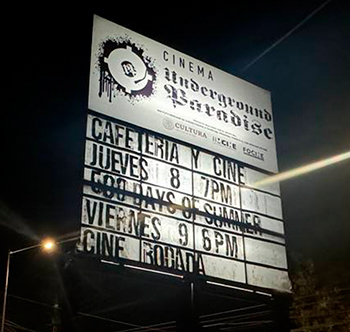 CINEMA
Underground
Paradise
CULTURA IMCINE FOCINE
CAFETERIA Y CINE
JUEVES 8 7PM
500 DAYS OF SUMMER
VIERNES 9 6PM
CINE RODADA